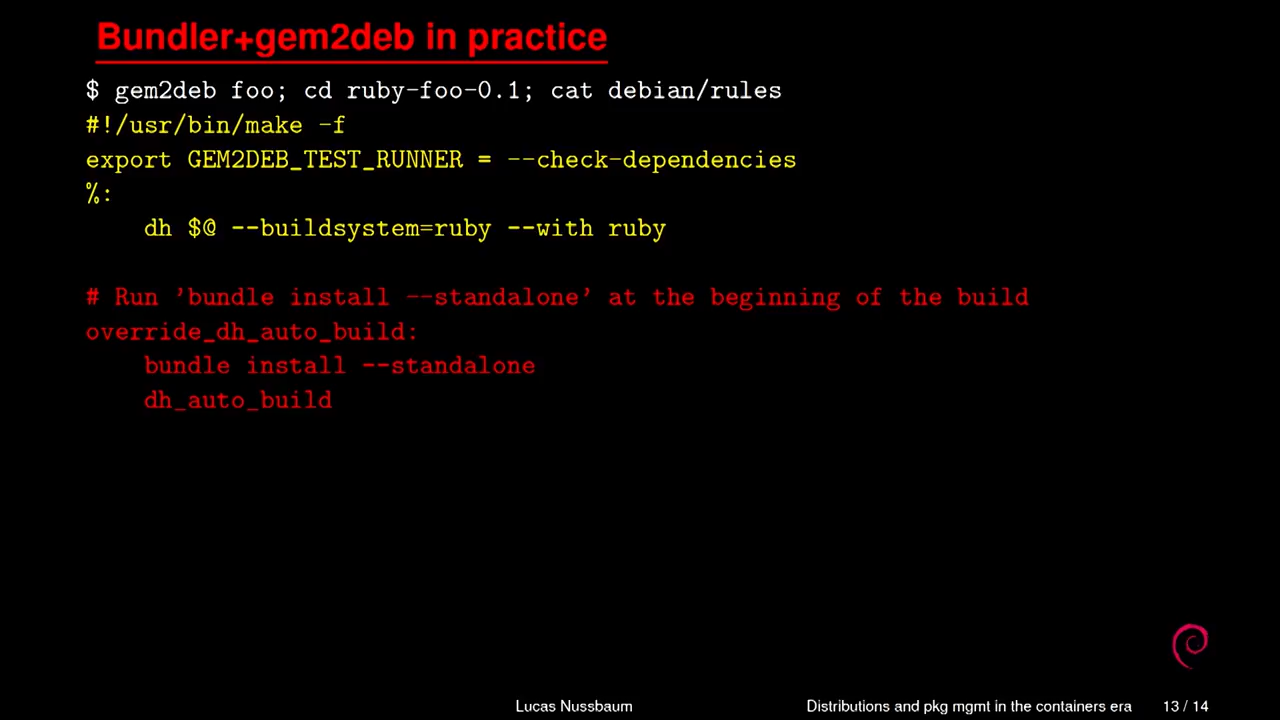 Bundler+gem2deb in practice
$ gem2deb foo; cd ruby-foo-0.1; cat debian/rules
#!/usr/bin/make -f
export GEM2DEB_TEST_RUNNER = --check-dependencies
%:
    dh $@ --buildsystem=ruby --with ruby
# Run ’bundle install --standalone’ at the beginning of the build
override_dh_auto_build:
    bundle install --standalone
    dh_auto_build
Lucas Nussbaum Distributions and pkg mgmt in the containers era 13 / 14